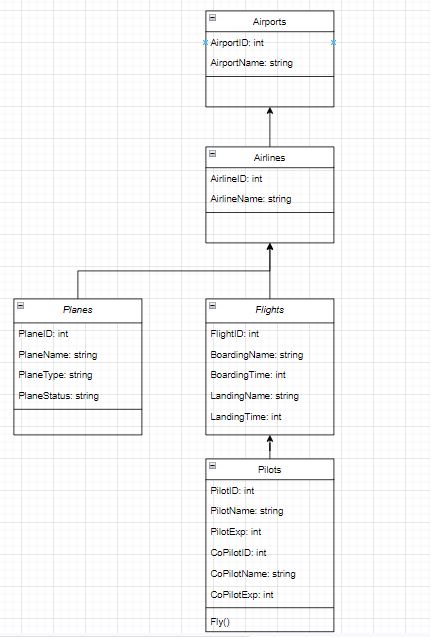 Airports
AirportID: int
AirportName: string
Airlines
AirlineID: int
AirlineName: string
Planes
PlaneID: int
PlaneName: string
PlaneType: string
PlaneStatus: string
Flights
FlightID: int
BoardingName: string
BoardingTime: int
LandingName: string
LandingTime: int
Pilots
PilotID: int
PilotName: string
PilotExp: int
CoPilotID: int
CoPilotName: string
CoPilotExp: int
Fly()